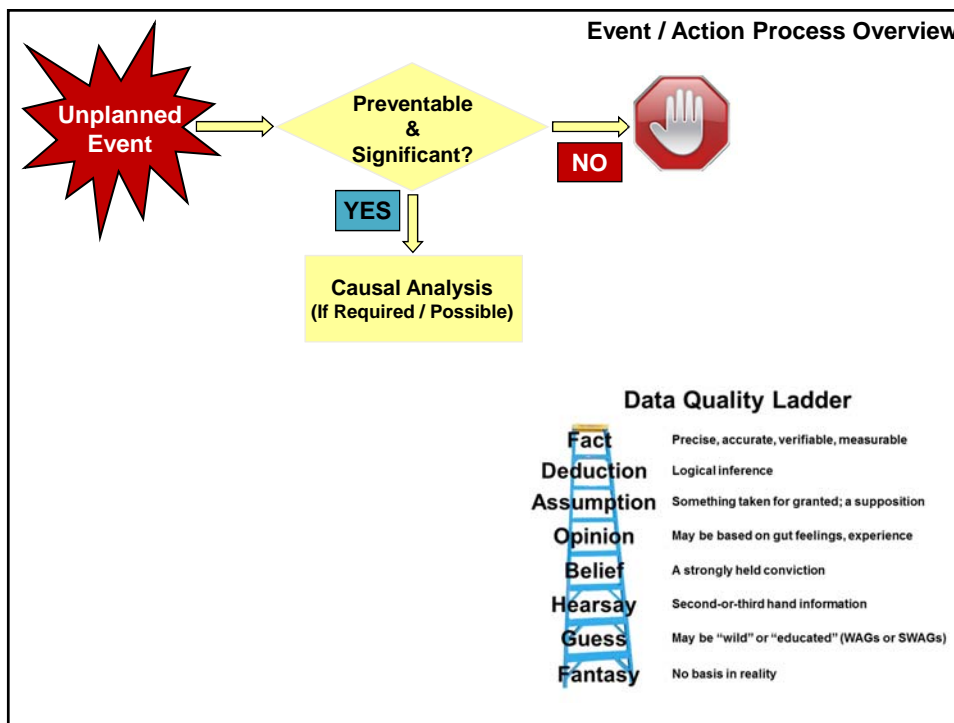 Event / Action Process Overview
Unplanned
Event
Preventable
&
Significant?
NO
YES
Causal Analysis
(If Required / Possible)
Data Quality Ladder
Fact Precise, accurate, verifiable, measurable
Deduction Logical inference
Assumption Something taken for granted; a supposition
Opinion May be based on gut feelings, experience
Belief A strongly held conviction
Hearsay Second-or-third hand information
Guess May be “wild” or “educated” (WAGs or SWAGs)
Fantasy No basis in reality